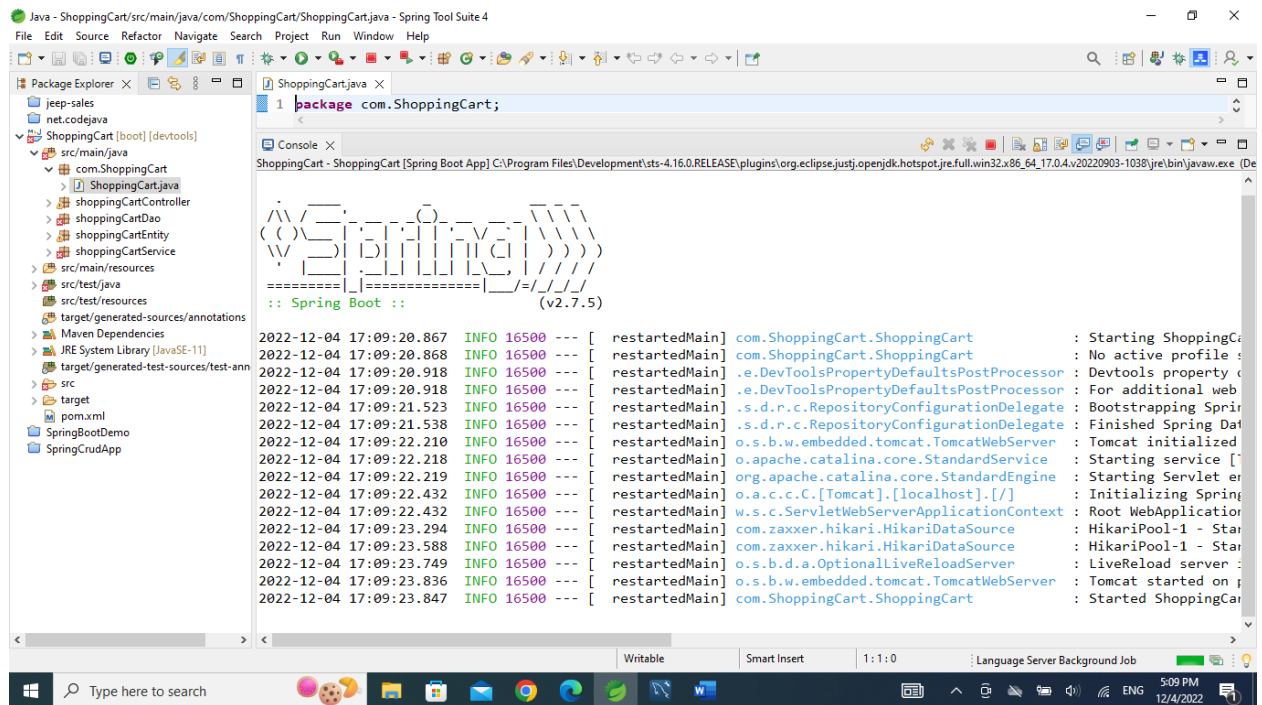 Java - ShoppingCart/src/main/java/com/ShoppingCart/ShoppingCart.java - Spring Tool Suite 4
File Edit Source Refactor Navigate Search Project Run Window Help
Package Explorer
jeep-sales
net.codejava
ShoppingCart [boot] [devtools]
src/main/java
com.ShoppingCart
ShoppingCart.java
shoppingCartController
shoppingCartDao
shoppingCartEntity
shoppingCartService
src/main/resources
src/test/java
src/test/resources
target/generated-sources/annotations
Maven Dependencies
JRE System Library [JavaSE-11]
target/generated-test-sources/test-ann
src
target
pom.xml
SpringBootDemo
SpringCrudApp
ShoppingCart.java
1 package com.ShoppingCart;
Console
ShoppingCart - ShoppingCart [Spring Boot App] C:\Program Files\Development\sts-4.16.0.RELEASE\plugins\org.eclipse.justj.openjdk.hotspot.jre.full.win32.x86_64_17.0.4.v20220903-1038\jre\bin\javaw.exe (De
Spring
:: Spring Boot :: (v2.7.5)
2022-12-04 17:09:20.867 INFO 16500 --- [ restartedMain] com.ShoppingCart.ShoppingCart : Starting ShoppingCa
2022-12-04 17:09:20.868 INFO 16500 --- [ restartedMain] com.ShoppingCart.ShoppingCart : No active profile s
2022-12-04 17:09:20.918 INFO 16500 --- [ restartedMain] .e.DevToolsPropertyDefaultsPostProcessor : Devtools property
2022-12-04 17:09:20.918 INFO 16500 --- [ restartedMain] .e.DevToolsPropertyDefaultsPostProcessor : For additional web
2022-12-04 17:09:21.523 INFO 16500 --- [ restartedMain] .s.d.r.c.RepositoryConfigurationDelegate : Bootstrapping Sprin
2022-12-04 17:09:21.538 INFO 16500 --- [ restartedMain] .s.d.r.c.RepositoryConfigurationDelegate : Finished Spring Dat
2022-12-04 17:09:22.210 INFO 16500 --- [ restartedMain] o.s.b.w.embedded.tomcat.TomcatWebServer : Tomcat initialized
2022-12-04 17:09:22.218 INFO 16500 --- [ restartedMain] o.apache.catalina.core.StandardService : Starting service [T
2022-12-04 17:09:22.219 INFO 16500 --- [ restartedMain] org.apache.catalina.core.StandardEngine : Starting Servlet en
2022-12-04 17:09:22.432 INFO 16500 --- [ restartedMain] o.a.c.c.C.[Tomcat].[localhost].[/] : Initializing Spring
2022-12-04 17:09:22.432 INFO 16500 --- [ restartedMain] w.s.c.ServletWebServerApplicationContext : Root WebApplication
2022-12-04 17:09:23.294 INFO 16500 --- [ restartedMain] com.zaxxer.hikari.HikariDataSource : HikariPool-1 - Star
2022-12-04 17:09:23.588 INFO 16500 --- [ restartedMain] com.zaxxer.hikari.HikariDataSource : HikariPool-1 - Star
2022-12-04 17:09:23.749 INFO 16500 --- [ restartedMain] o.s.b.d.a.OptionalLiveReloadServer : LiveReload server
2022-12-04 17:09:23.836 INFO 16500 --- [ restartedMain] o.s.b.w.embedded.tomcat.TomcatWebServer : Tomcat started on p
2022-12-04 17:09:23.847 INFO 16500 --- [ restartedMain] com.ShoppingCart.ShoppingCart : Started ShoppingCar
Writable Smart Insert 1 : 1 : 0 Language Server Background Job
Type here to search
ENG
5:09 PM
12/4/2022